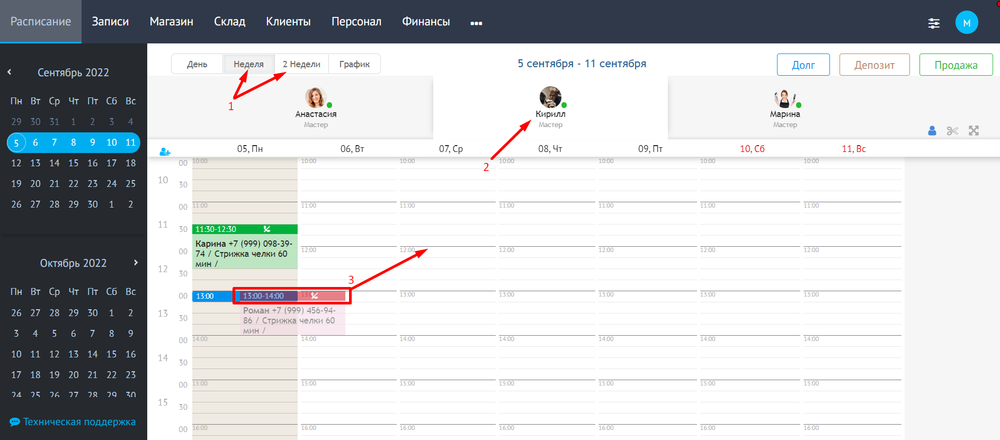 Расписание Записи Магазин Склад Клиенты Персонал Финансы ••• М
Сентябрь 2022
Пн Вт Ср Чт Пт Сб Вс
29 30 31 1 2 3 4
5 6 7 8 9 10 11
12 13 14 15 16 17 18
19 20 21 22 23 24 25
26 27 28 29 30 1 2
Октябрь 2022
Пн Вт Ср Чт Пт Сб Вс
26 27 28 29 30 1 2
3 4 5 6 7 8 9
10 11 12 13 14 15 16
17 18 19 20 21 22 23
24 25 26 27 28 29 30
Техническая поддержка
День Неделя 2 Недели График
5 сентября - 11 сентября
Долг Депозит Продажа
1
Анастасия
Мастер
Кирилл
Мастер
Марина
Мастер
2
05, Пн 06, Вт 07, Ср 08, Чт 09, Пт 10, Сб 11, Вс
00 10:00 10:00 10:00 10:00 10:00 10:00 10:00
10
30
00 11:00 11:00 11:00 11:00 11:00 11:00 11:00
11
30 11:30-12:30
Карина +7 (999) 098-39-
74 / Стрижка челки 60
мин /
00 12:00 12:00 12:00 12:00 12:00 12:00
12
30
3
00 13:00 13:00-14:00 13:00 13:00 13:00 13:00 13:00
Роман +7 (999) 456-94-
86 / Стрижка челки 60
мин /
13
30
00 14:00 14:00 14:00 14:00 14:00 14:00 14:00
14
30
00 15:00 15:00 15:00 15:00 15:00 15:00 15:00
15
30
00 16:00 16:00 16:00 16:00 16:00 16:00 16:00